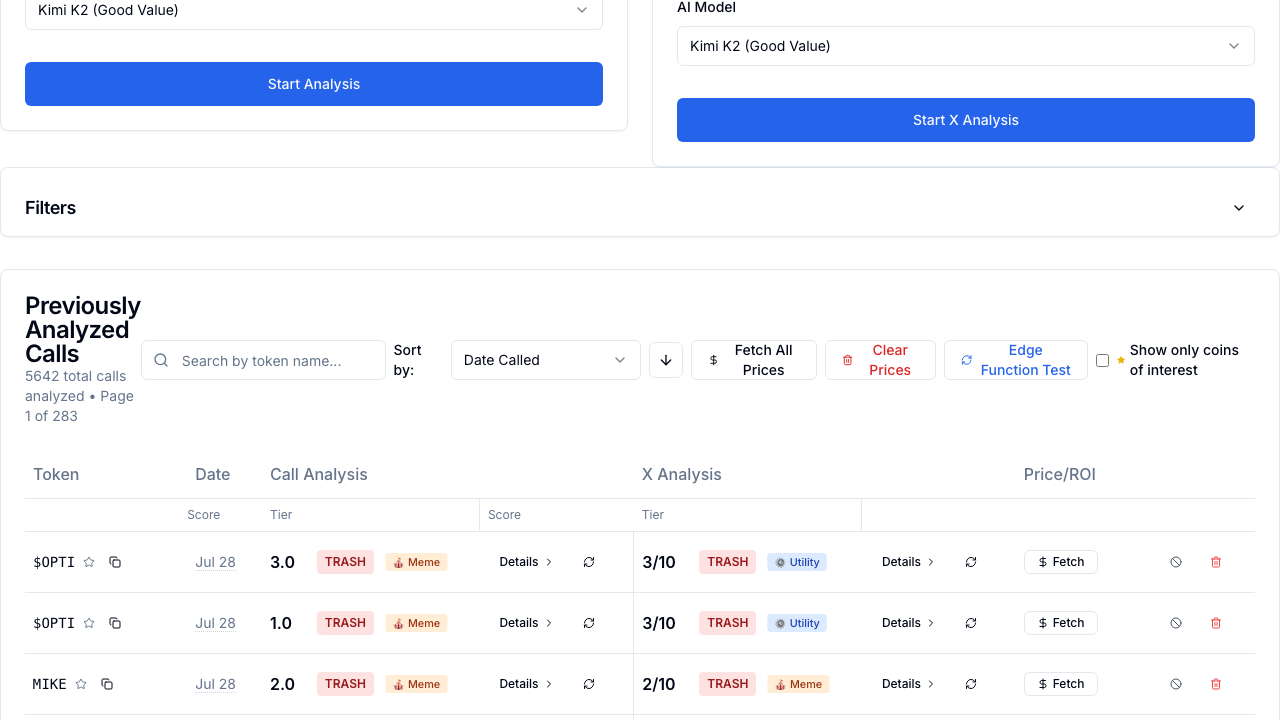 Kimi K2 (Good Value)
Start Analysis
AI Model
Kimi K2 (Good Value)
Start X Analysis
Filters
Previously
Analyzed
Calls
5642 total calls
analyzed • Page
1 of 283
Search by token name...
Sort
by:
Date Called
Fetch All
Prices
Clear
Prices
Edge
Function Test
Show only coins
of interest
Token Date Call Analysis X Analysis Price/ROI
Score Tier Score Tier
$OPTI Jul 28 3.0 TRASH Meme Details 3/10 TRASH Utility Details Fetch
$OPTI Jul 28 1.0 TRASH Meme Details 3/10 TRASH Utility Details Fetch
MIKE Jul 28 2.0 TRASH Meme Details 2/10 TRASH Meme Details Fetch